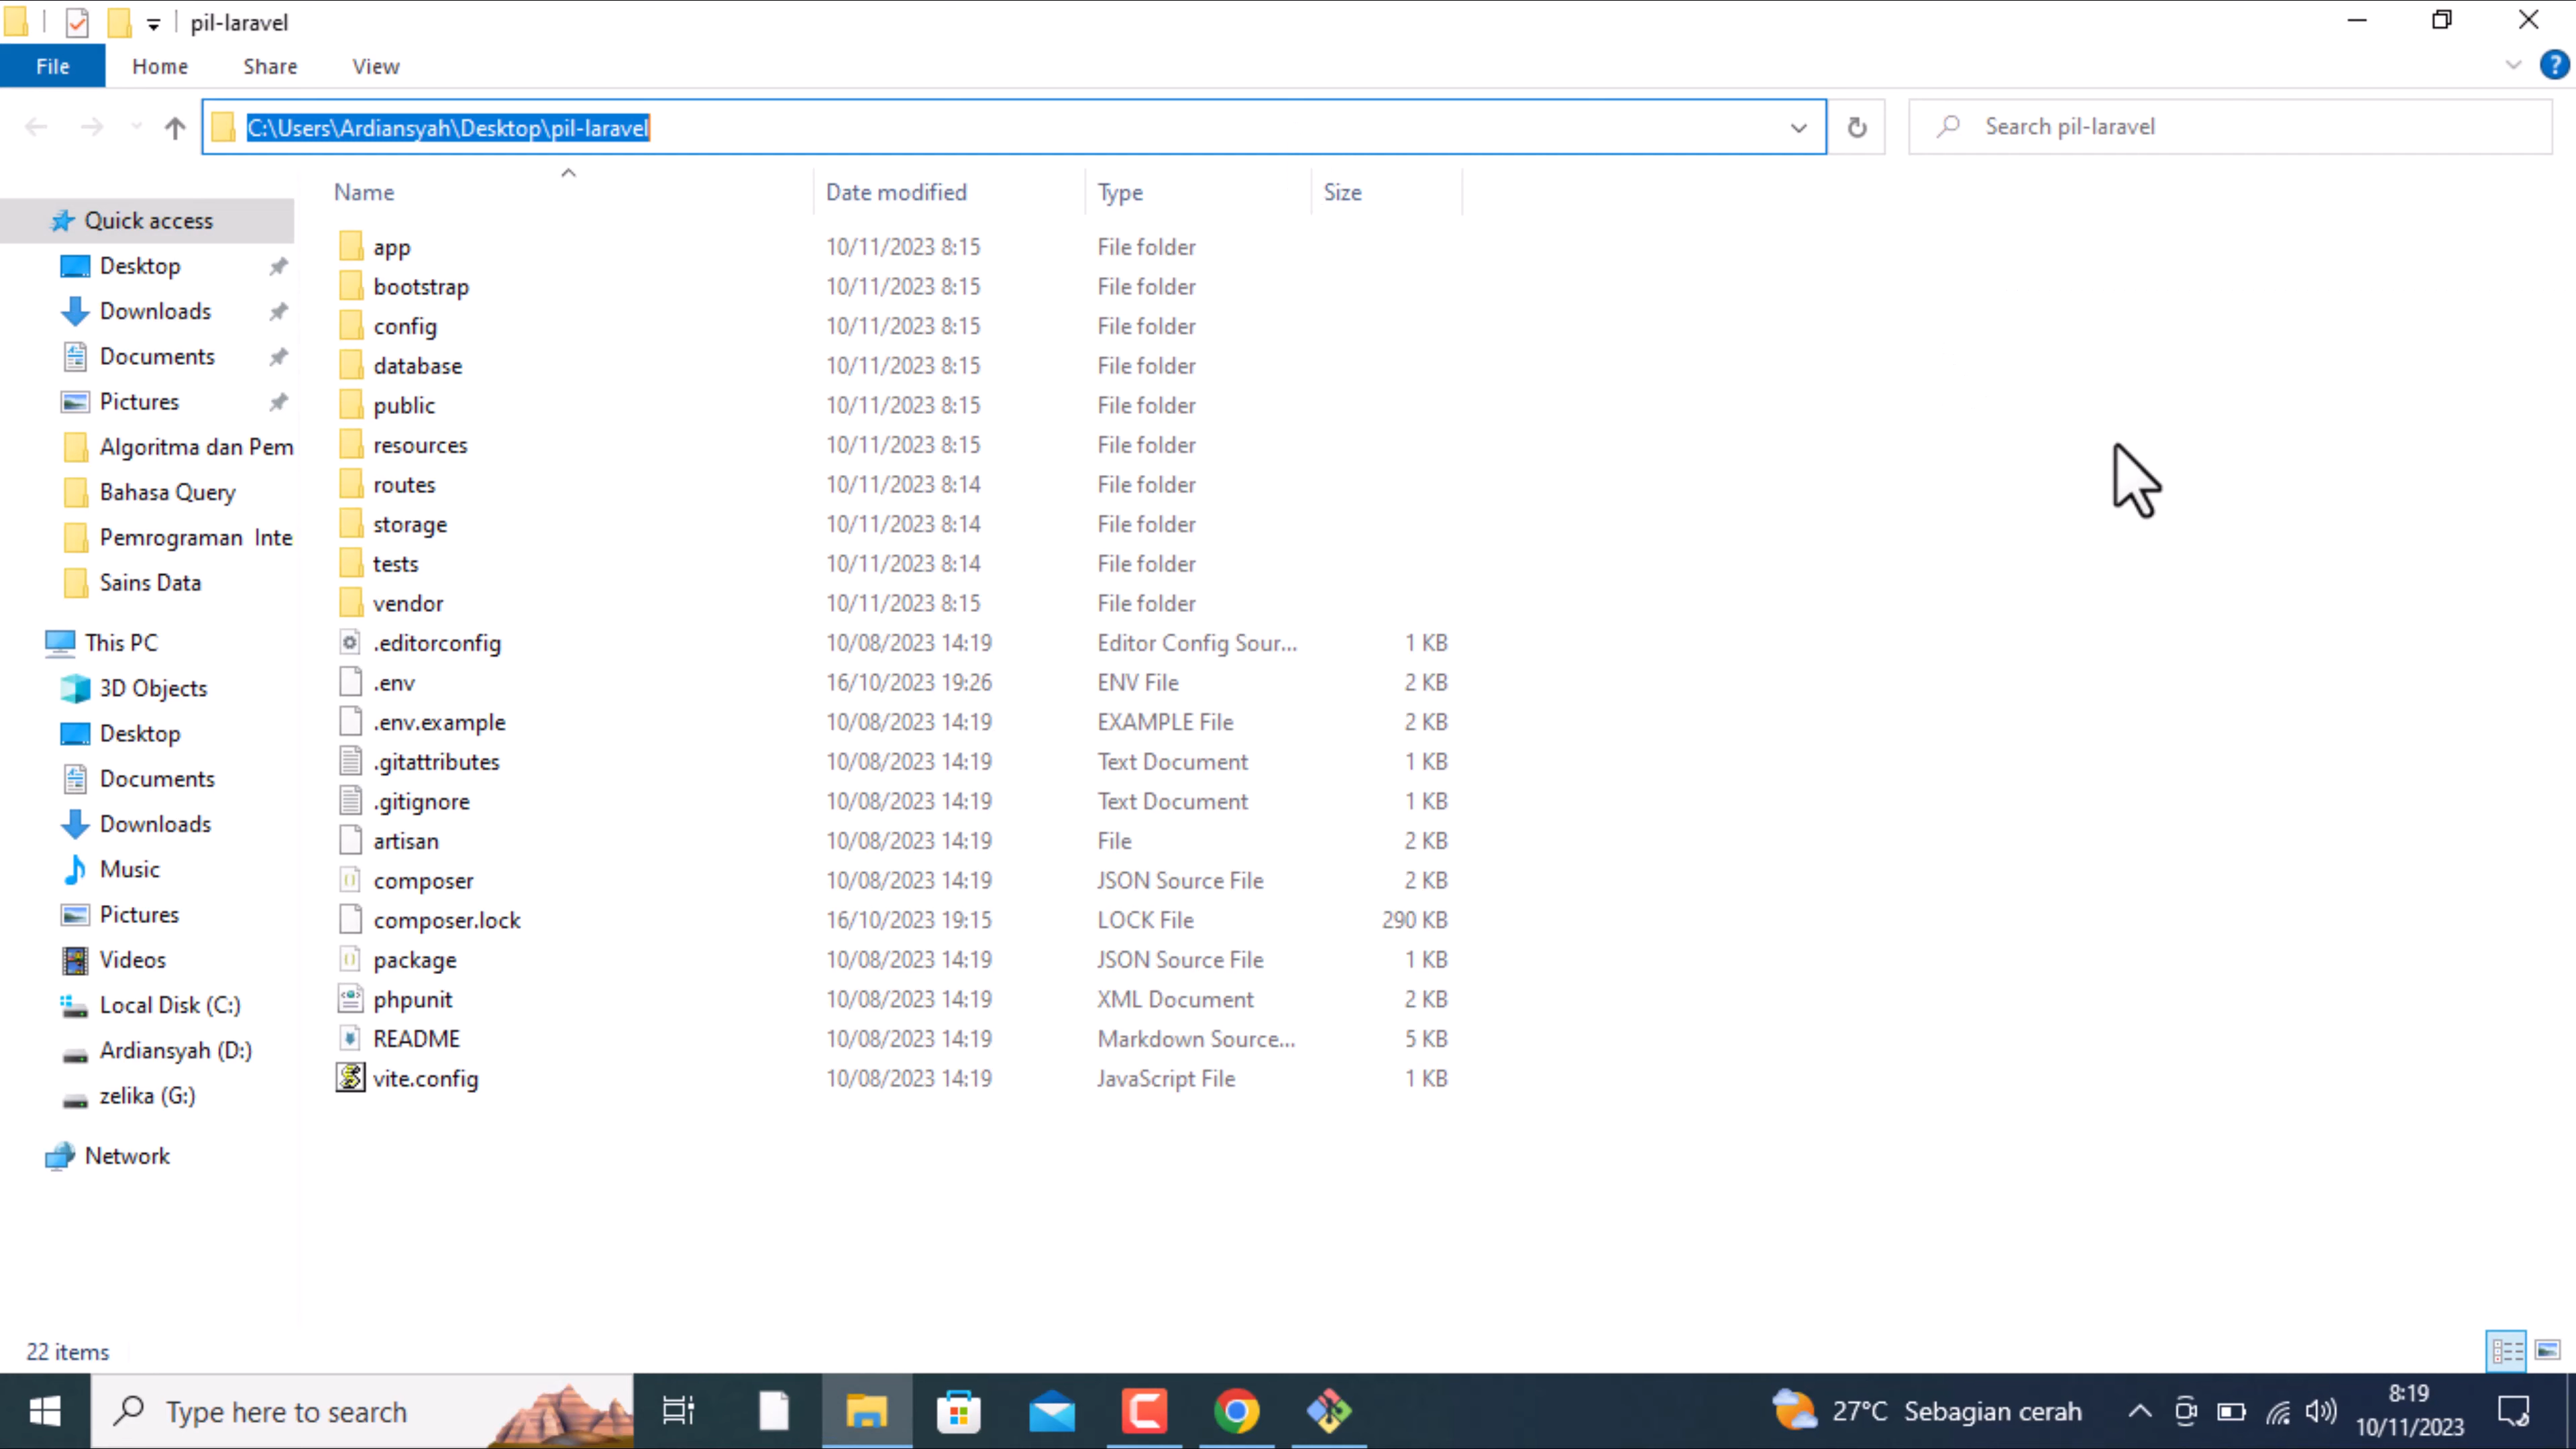 pil-laravel
File Home Share View
C:\Users\Ardiansyah\Desktop\pil-laravel
Search pil-laravel
Name Date modified Type Size
Quick access
Desktop
Downloads
Documents
Pictures
Algoritma dan Pem
Bahasa Query
Pemrograman Inte
Sains Data
This PC
3D Objects
Desktop
Documents
Downloads
Music
Pictures
Videos
Local Disk (C:)
Ardiansyah (D:)
zelika (G:)
Network
app 10/11/2023 8:15 File folder
bootstrap 10/11/2023 8:15 File folder
config 10/11/2023 8:15 File folder
database 10/11/2023 8:15 File folder
public 10/11/2023 8:15 File folder
resources 10/11/2023 8:15 File folder
routes 10/11/2023 8:14 File folder
storage 10/11/2023 8:14 File folder
tests 10/11/2023 8:14 File folder
vendor 10/11/2023 8:15 File folder
.editorconfig 10/08/2023 14:19 Editor Config Sour... 1 KB
.env 16/10/2023 19:26 ENV File 2 KB
.env.example 10/08/2023 14:19 EXAMPLE File 2 KB
.gitattributes 10/08/2023 14:19 Text Document 1 KB
.gitignore 10/08/2023 14:19 Text Document 1 KB
artisan 10/08/2023 14:19 File 2 KB
composer 10/08/2023 14:19 JSON Source File 2 KB
composer.lock 16/10/2023 19:15 LOCK File 290 KB
package 10/08/2023 14:19 JSON Source File 1 KB
phpunit 10/08/2023 14:19 XML Document 2 KB
README 10/08/2023 14:19 Markdown Source... 5 KB
vite.config 10/08/2023 14:19 JavaScript File 1 KB
22 items
Type here to search
27°C Sebagian cerah
8:19
10/11/2023